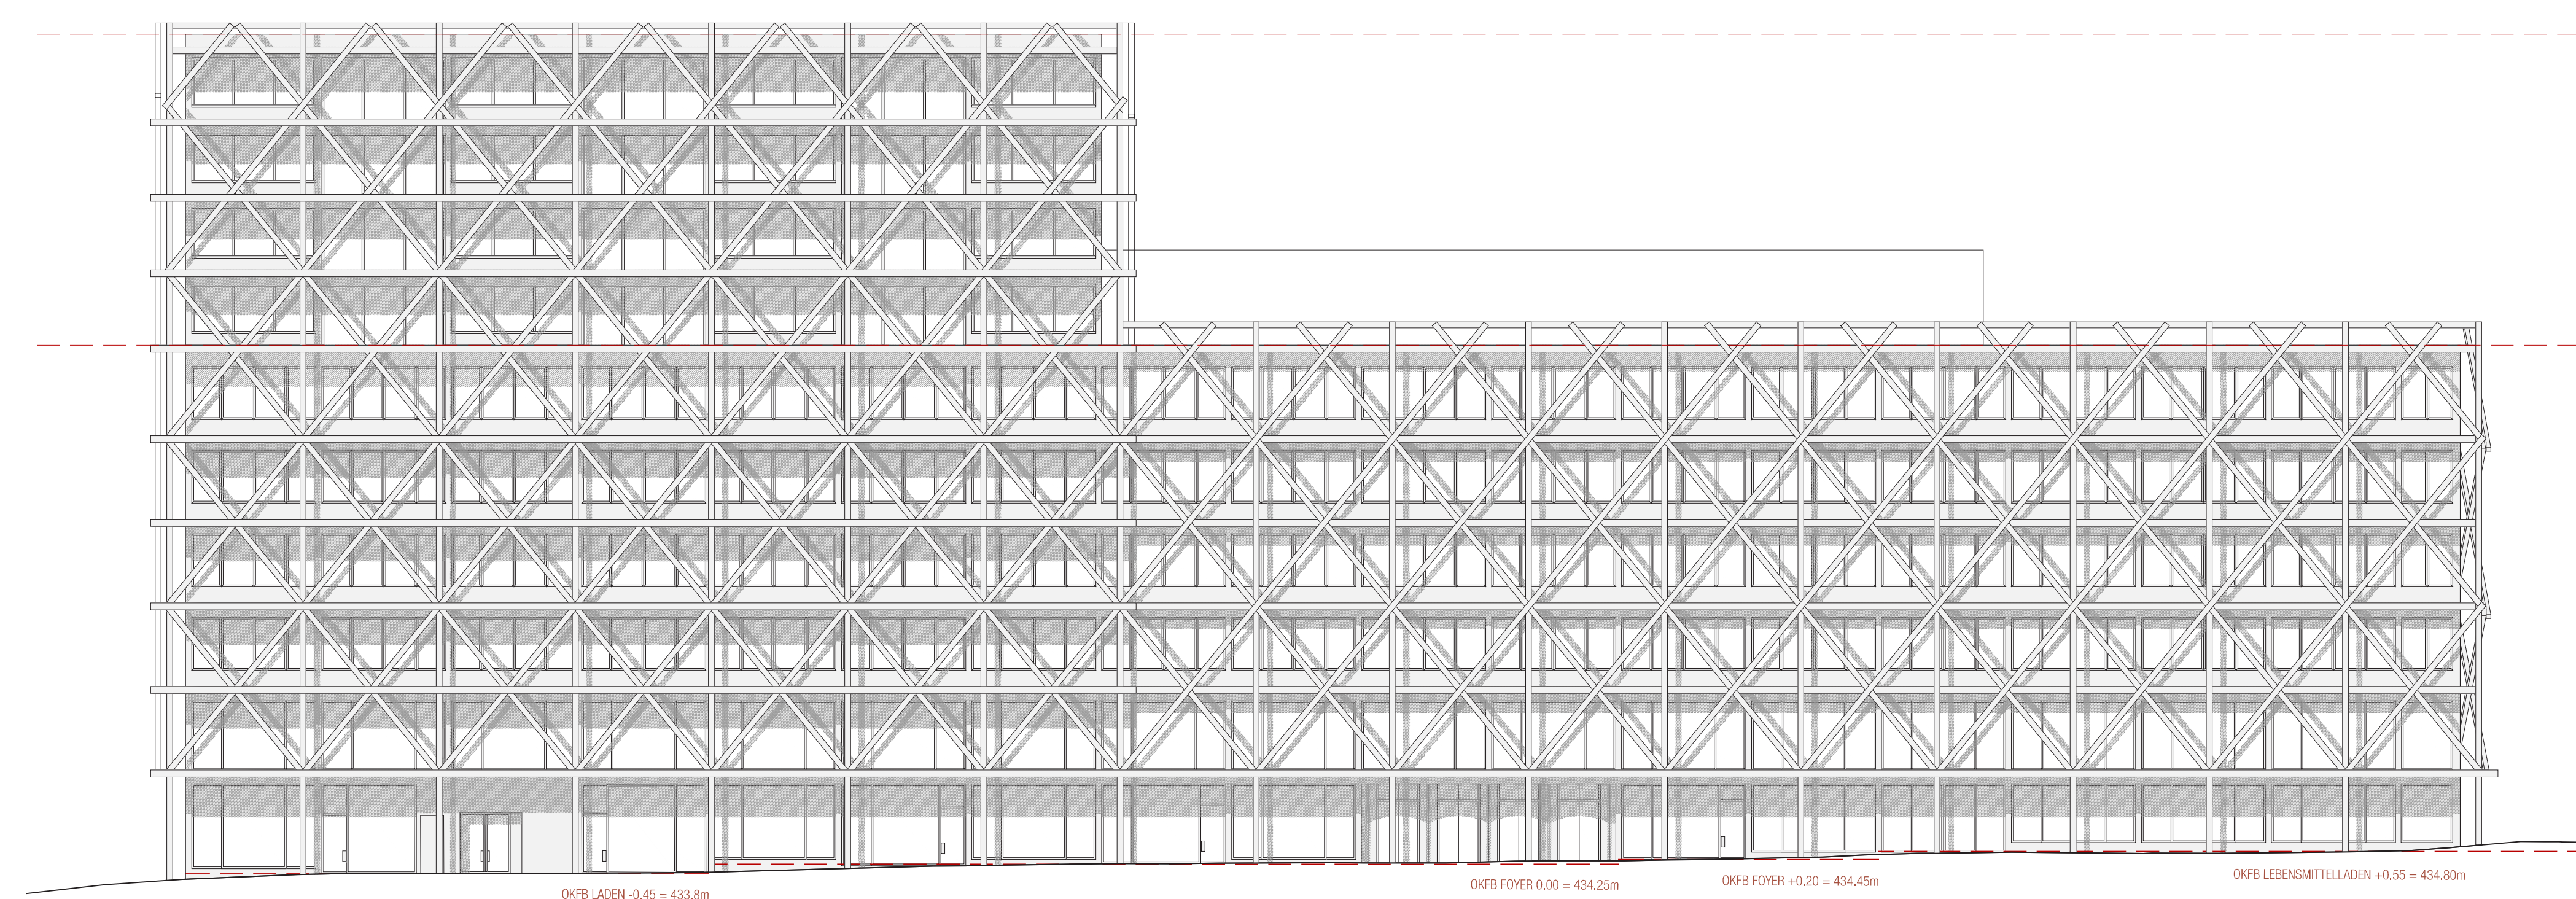 OKFB LADEN -0.45 = 433.8m
OKFB FOYER 0.00 = 434.25m
OKFB FOYER +0.20 = 434.45m
OKFB LEBENSMITTELLADEN +0.55 = 434.80m